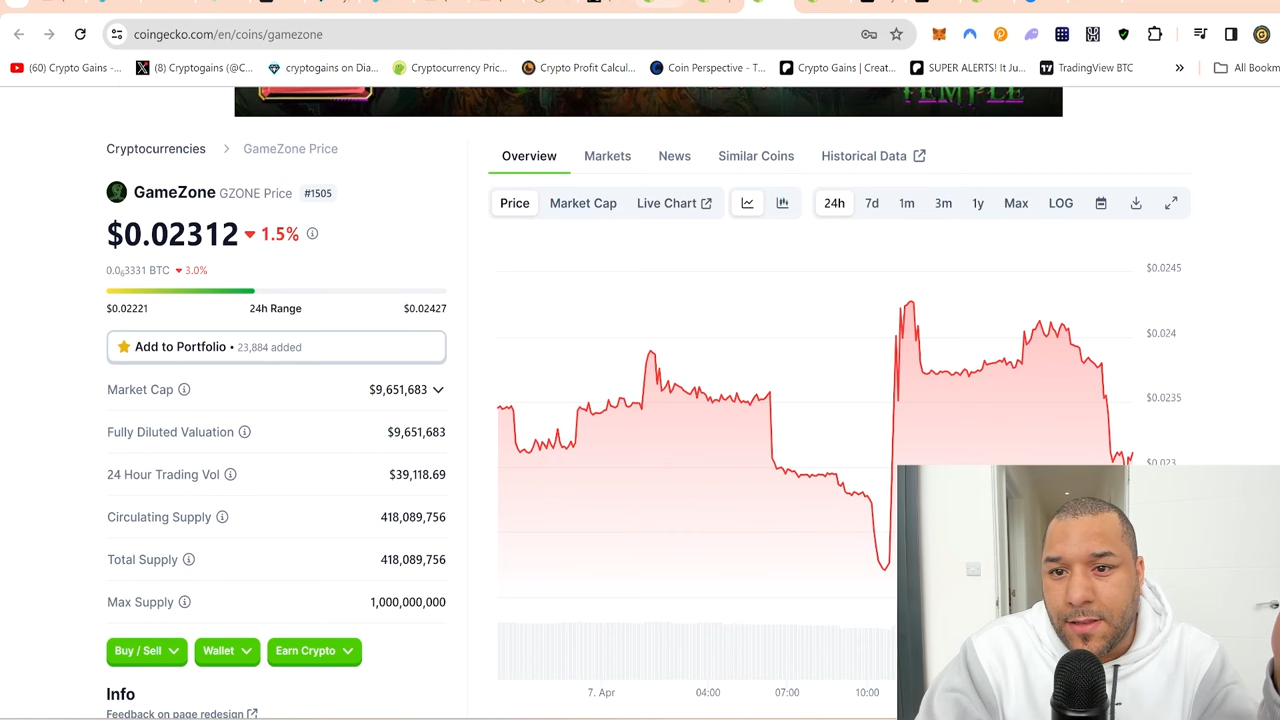 coingecko.com/en/coins/gamezone
(60) Crypto Gains -...
(8) Cryptogains (@C...
cryptogains on Dia...
Cryptocurrency Pric...
Crypto Profit Calcul...
Coin Perspective - T...
Crypto Gains | Creat...
SUPER ALERTS! It Ju...
TradingView BTC
»
All Bookm
TEMPLE
Cryptocurrencies > GameZone Price
GameZone GZONE Price #1505
$0.02312 1.5%
0.0₆3331 BTC 3.0%
$0.02221 24h Range $0.02427
Add to Portfolio • 23,884 added
Market Cap $9,651,683
Fully Diluted Valuation $9,651,683
24 Hour Trading Vol $39,118.69
Circulating Supply 418,089,756
Total Supply 418,089,756
Max Supply 1,000,000,000
Buy / Sell Wallet Earn Crypto
Info
Feedback on page redesign
Overview Markets News Similar Coins Historical Data
Price Market Cap Live Chart 24h 7d 1m 3m 1y Max LOG
$0.0245
$0.024
$0.0235
$0.023
7. Apr 04:00 07:00 10:00